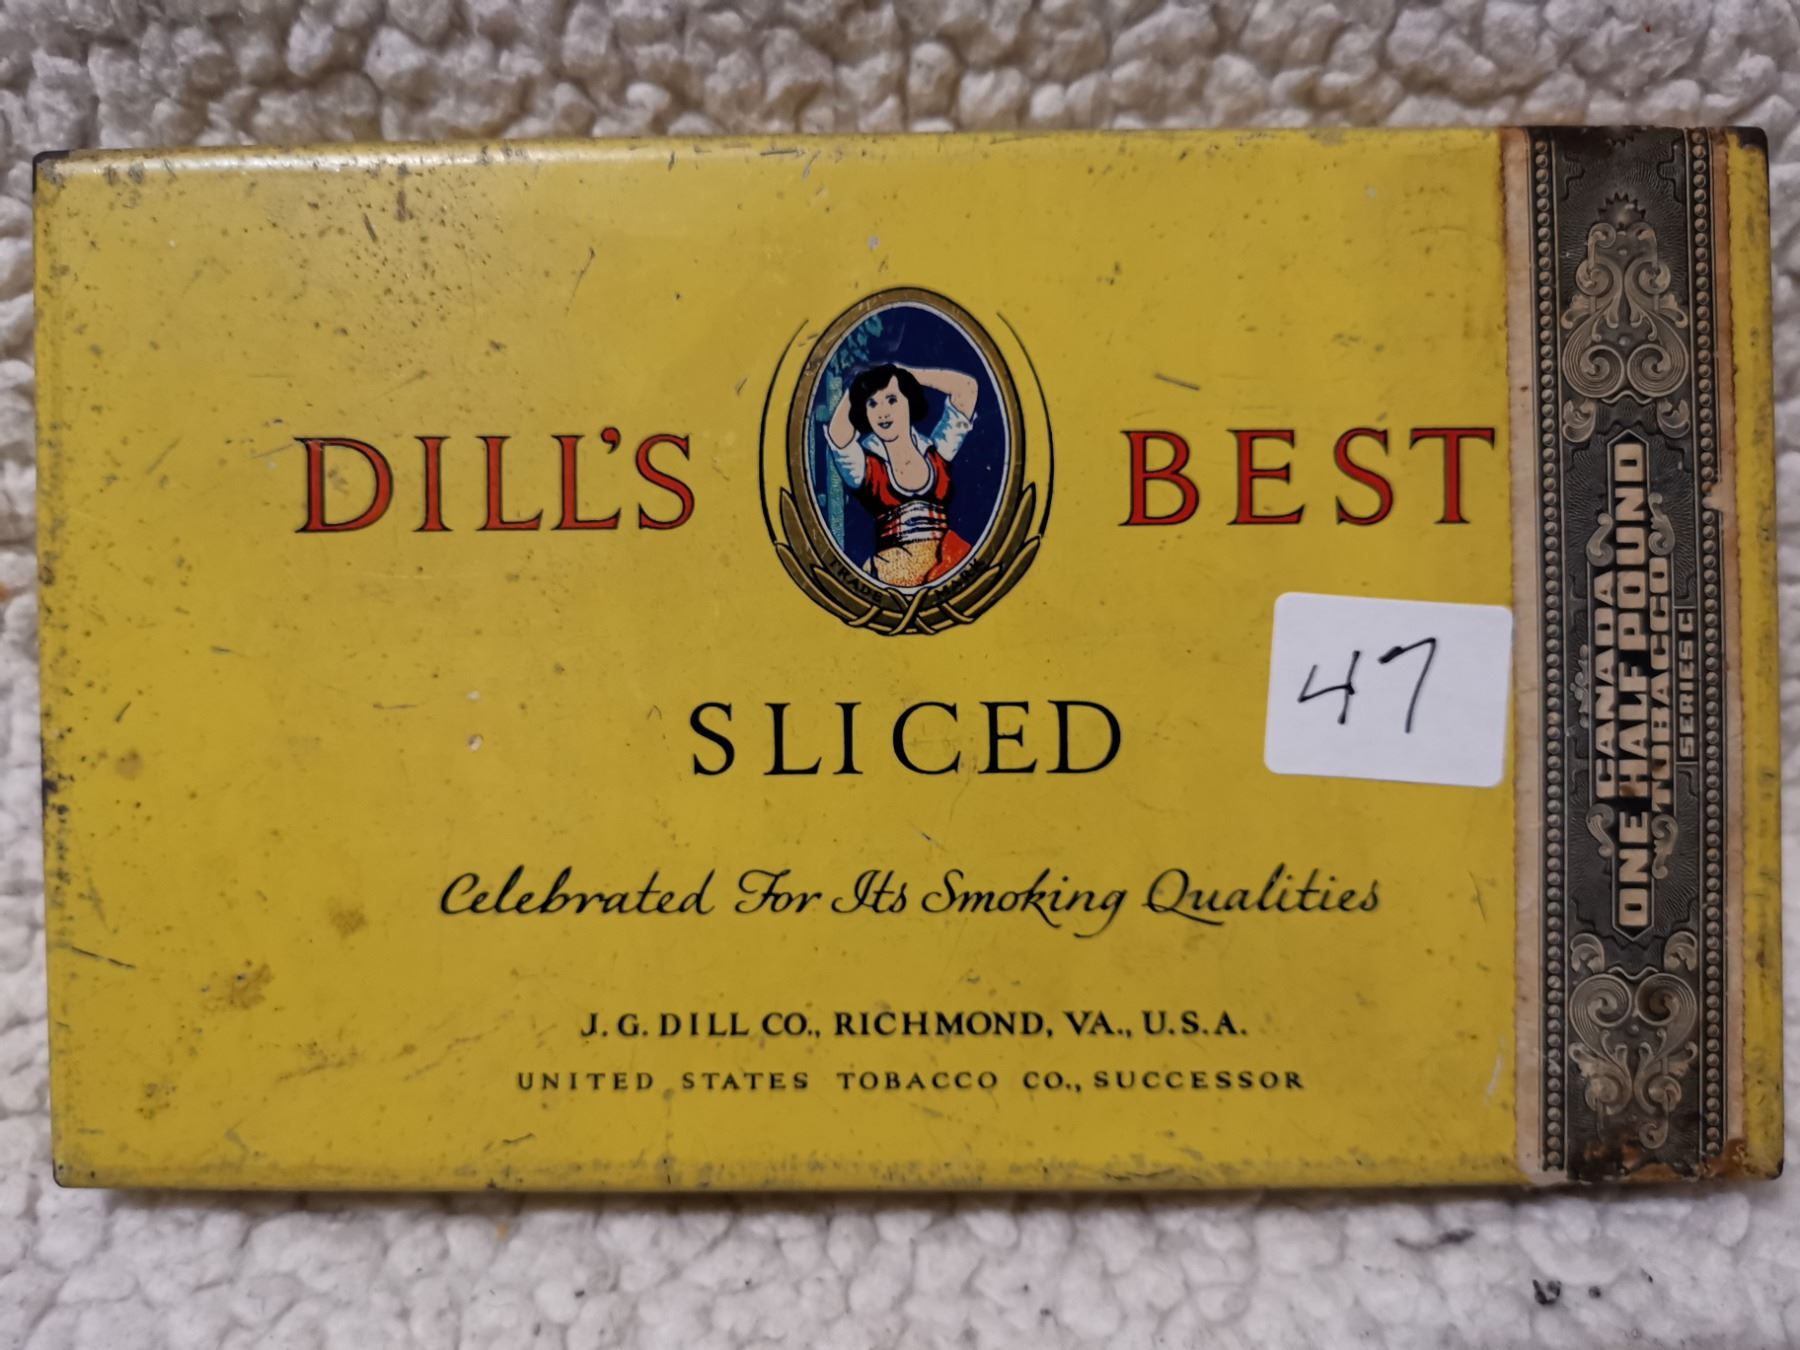 DILL'S BEST
TRADE MARK
SLICED
47
Celebrated For Its Smoking Qualities
J. G. DILL CO., RICHMOND, VA., U.S.A.
UNITED STATES TOBACCO CO., SUCCESSOR
CANADA
ONE HALF POUND
TOBACCO
SERIES C